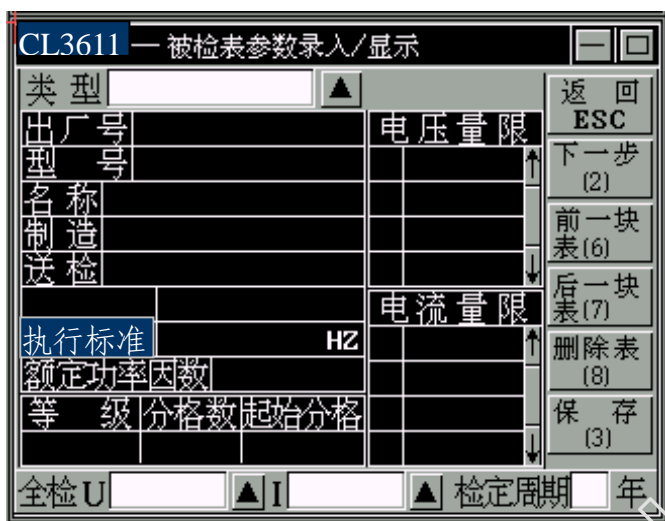 CL3611 — 被检表参数录入/显示
类 型
出厂号
型 号
名 称
制 造
送 检
执行标准
HZ
额定功率因数
等 级 分格数 起始分格
电压量限
电流量限
返 回
ESC
下一步
(2)
前一块
表(6)
后一块
表(7)
删除表
(8)
保 存
(3)
全检U I 检定周期 年